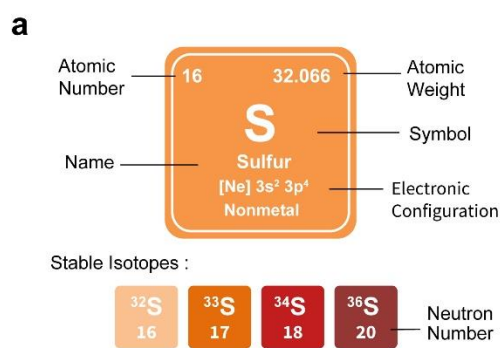 a
Atomic
Number
16
32.066
Atomic
Weight
S
Symbol
Name
Sulfur
[Ne] 3s² 3p⁴
Electronic
Configuration
Nonmetal
Stable Isotopes :
³²S
³³S
³⁴S
³⁶S
16
17
18
20
Neutron
Number